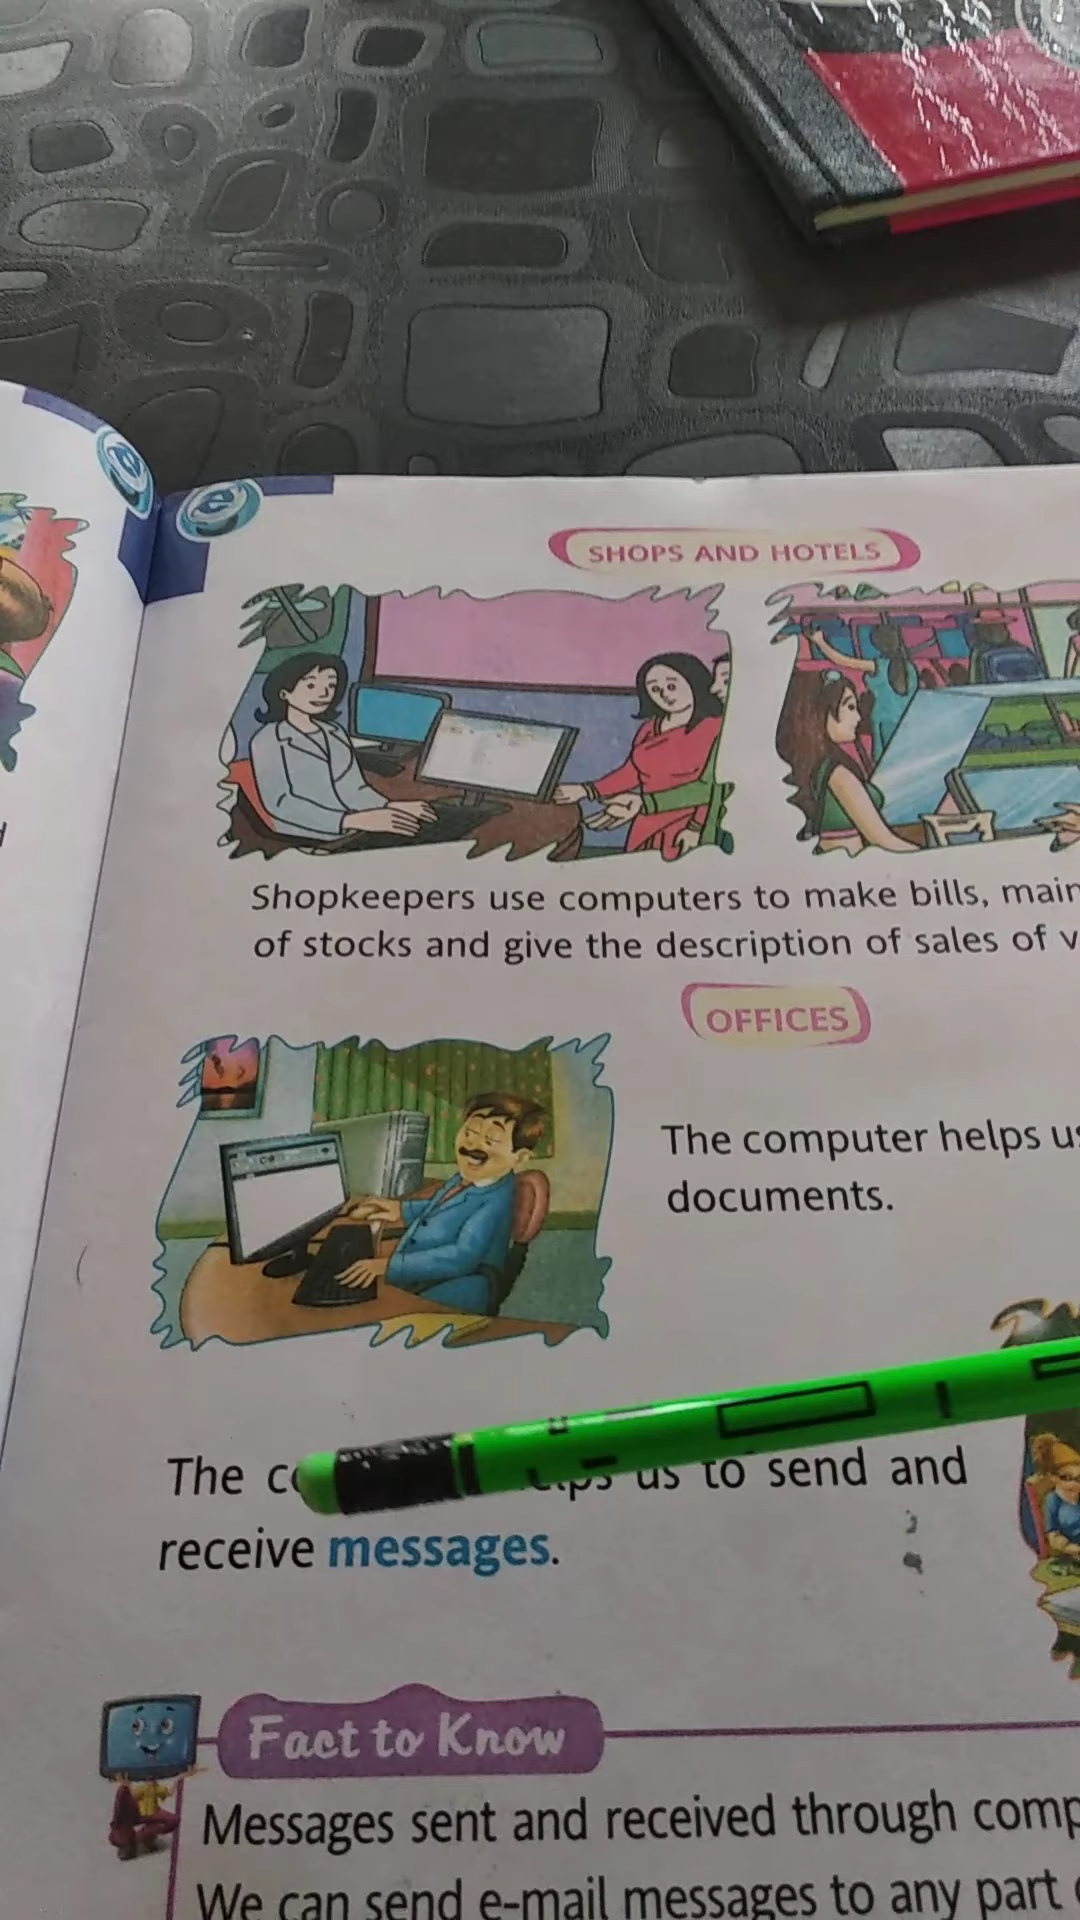 SHOPS AND HOTELS
Shopkeepers use computers to make bills,
of stocks and give the description of sales of
OFFICES
The computer helps
documents.
The us to send and
receive messages.
Fact to Know
Messages sent and received through
We can send e-mail messages to any part